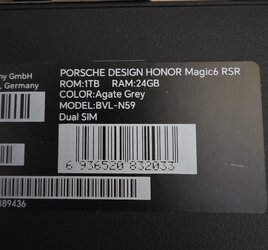 ny GmbH
, Germany
PORSCHE DESIGN HONOR Magic6 RSR
ROM:1TB RAM:24GB
COLOR:Agate Grey
MODEL:BVL-N59
Dual SIM
6 936520 832033
489436